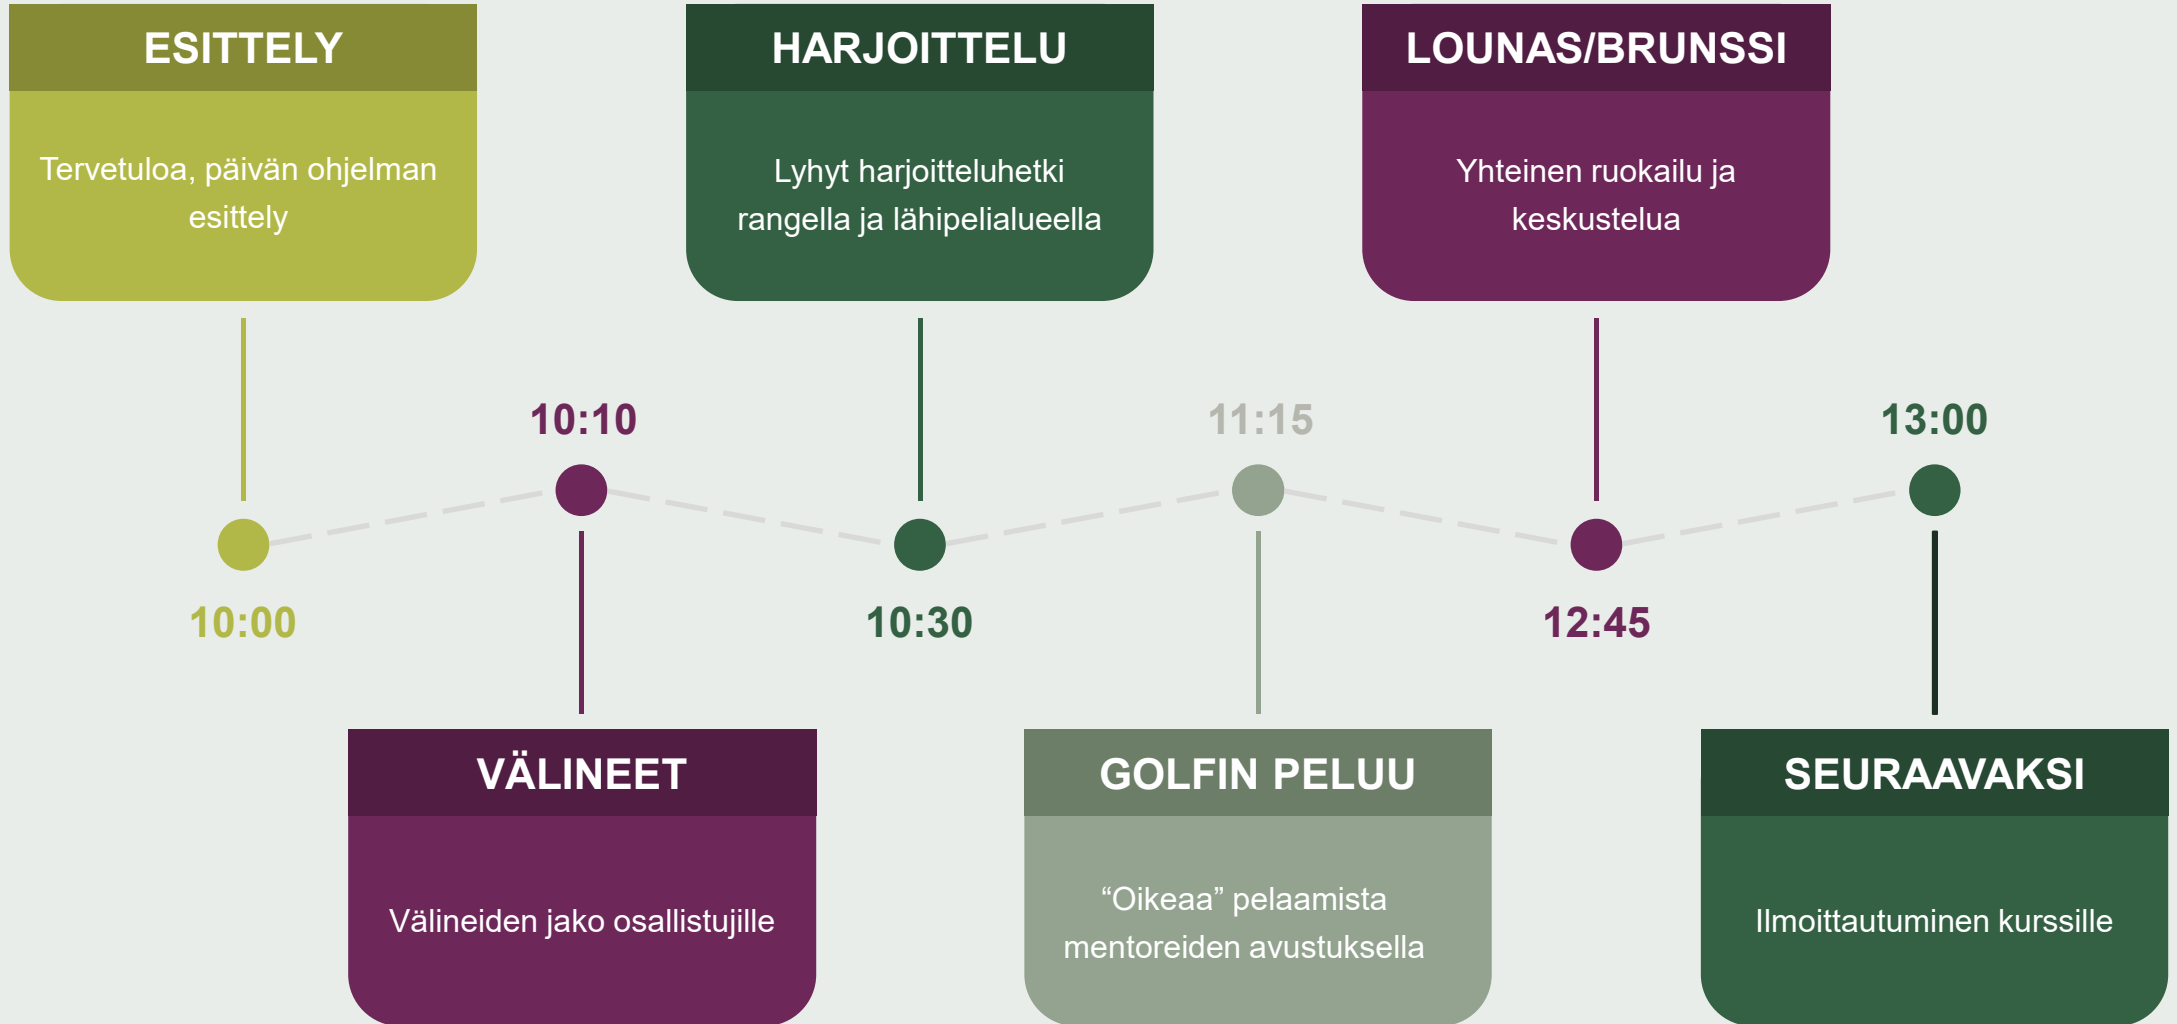 ESITTELY
Tervetuloa, päivän ohjelman
esittely
10:00
10:10
VÄLINEET
Välineiden jako osallistujille
HARJOITTELU
Lyhyt harjoitteluhetki
rangella ja lähipelialueella
10:30
11:15
GOLFIN PELUU
“Oikeaa” pelaamista
mentoreiden avustuksella
LOUNAS/BRUNSSI
Yhteinen ruokailu ja
keskustelua
12:45
13:00
SEURAAVAKSI
Ilmoittautuminen kurssille